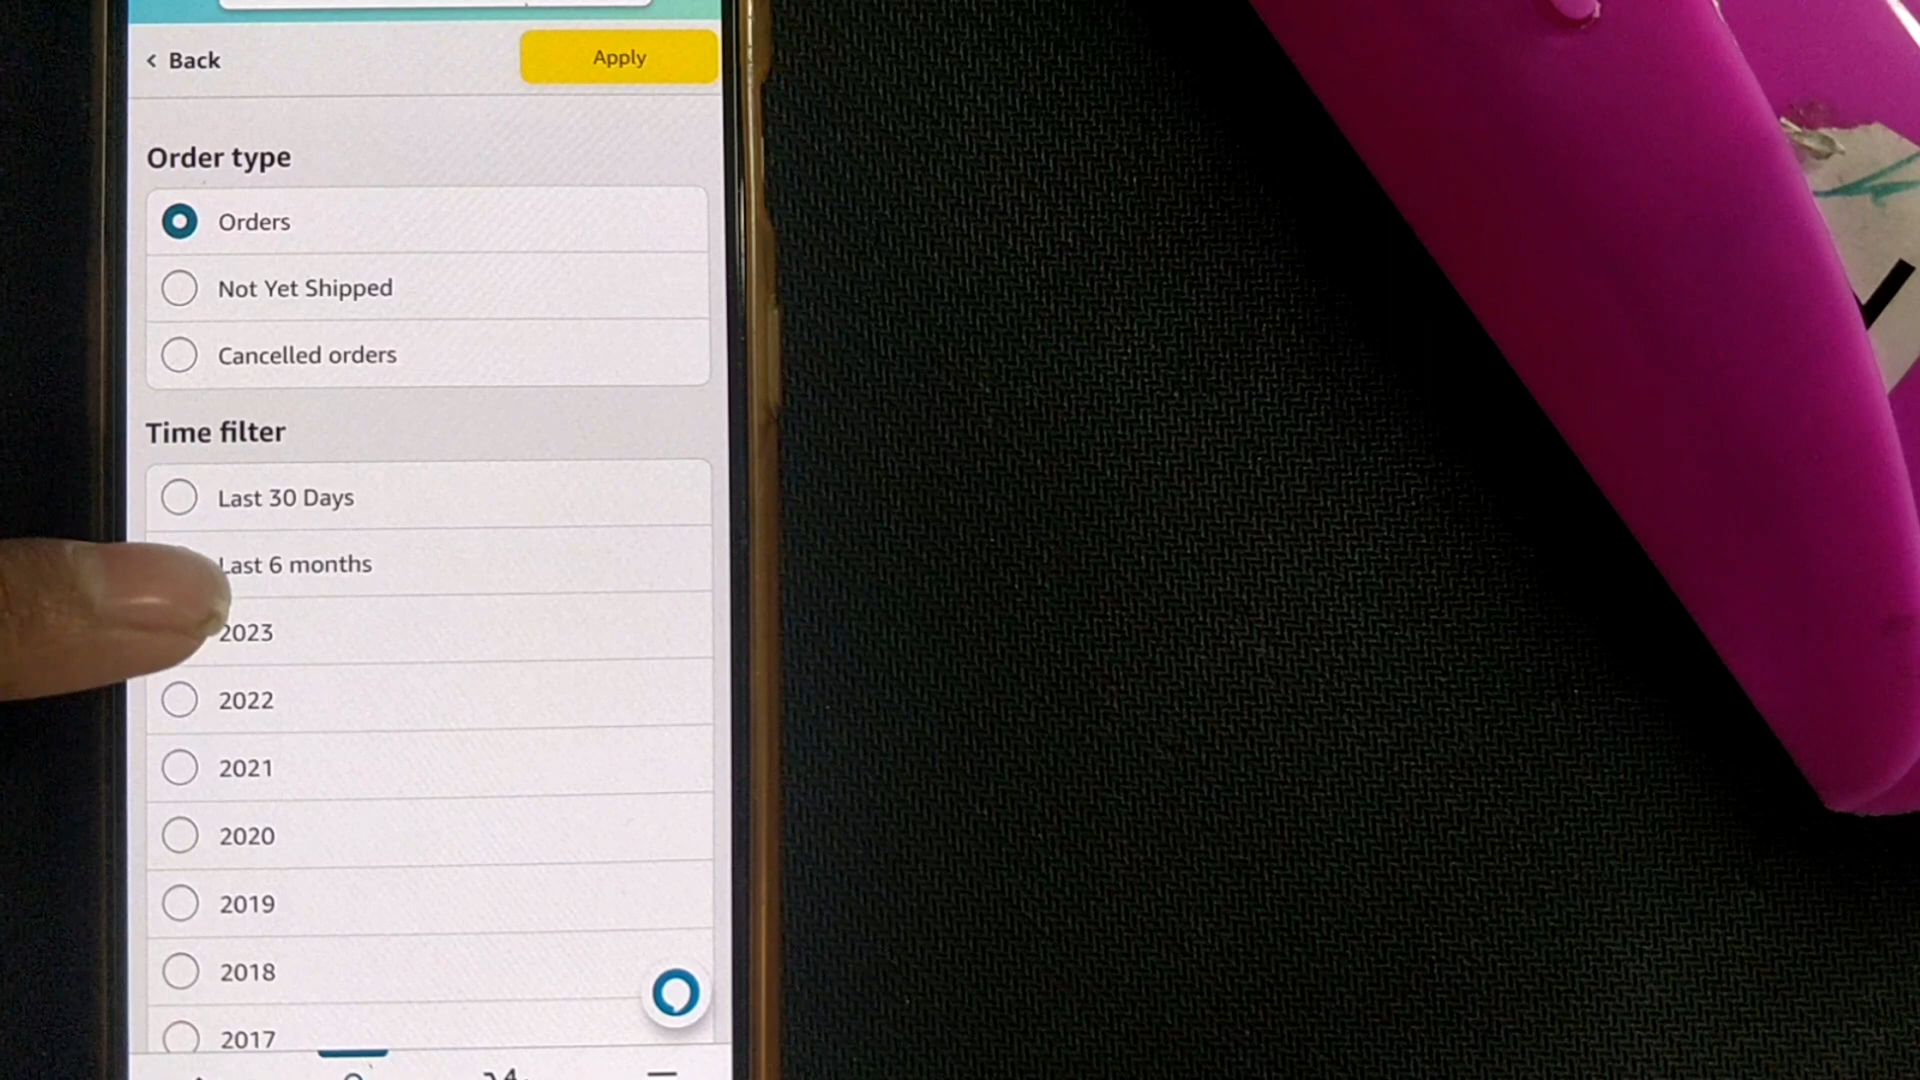 < Back
Apply
Order type
Orders
Not Yet Shipped
Cancelled orders
Time filter
Last 30 Days
Last 6 months
2023
2022
2021
2020
2019
2018
2017